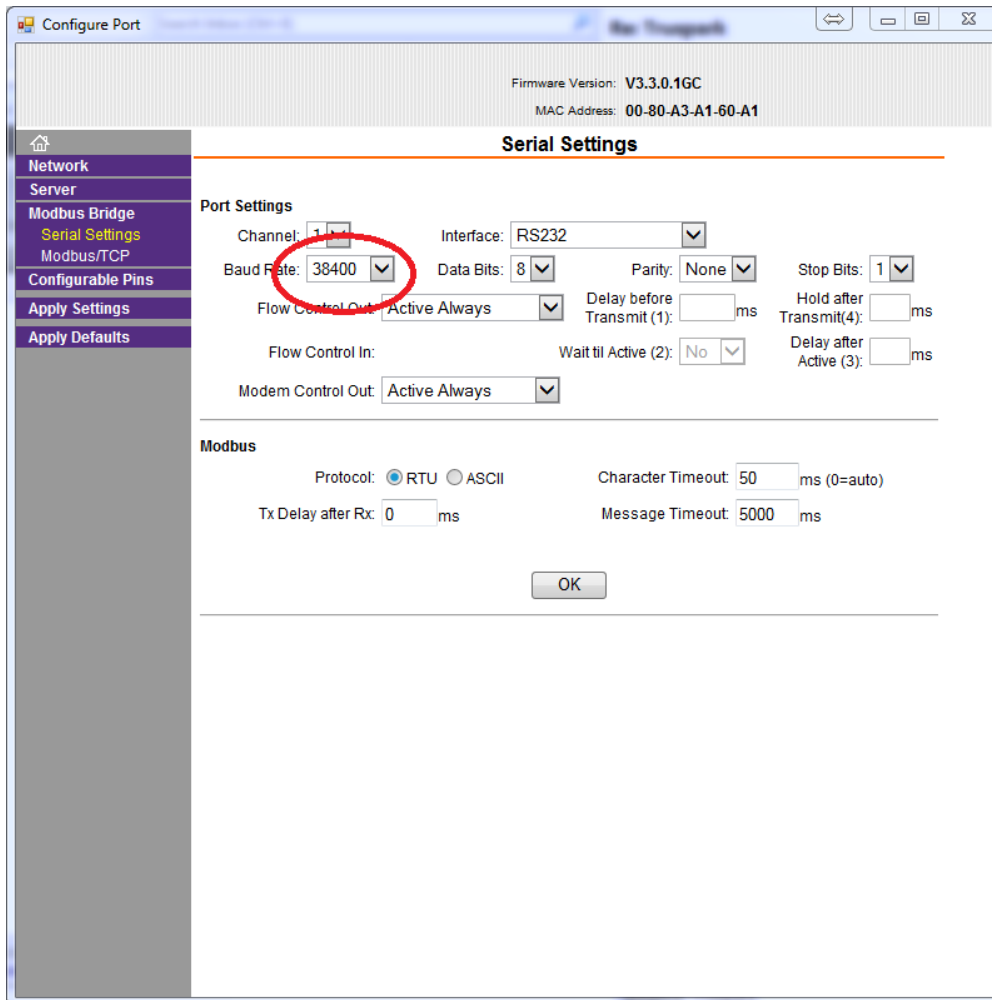 Configure Port
Firmware Version: V3.3.0.1GC
MAC Address: 00-80-A3-A1-60-A1
Serial Settings
Network
Server
Modbus Bridge
Serial Settings
Modbus/TCP
Configurable Pins
Apply Settings
Apply Defaults
Port Settings
Channel: 1 Interface: RS232
Baud Rate: 38400 Data Bits: 8 Parity: None Stop Bits: 1
Flow Control Out: Active Always Delay before Transmit (1): ms Hold after Transmit(4): ms
Flow Control In: Wait til Active (2): No Delay after Active (3): ms
Modem Control Out: Active Always
Modbus
Protocol: RTU ASCII Character Timeout: 50 ms (0=auto)
Tx Delay after Rx: 0 ms Message Timeout: 5000 ms
OK